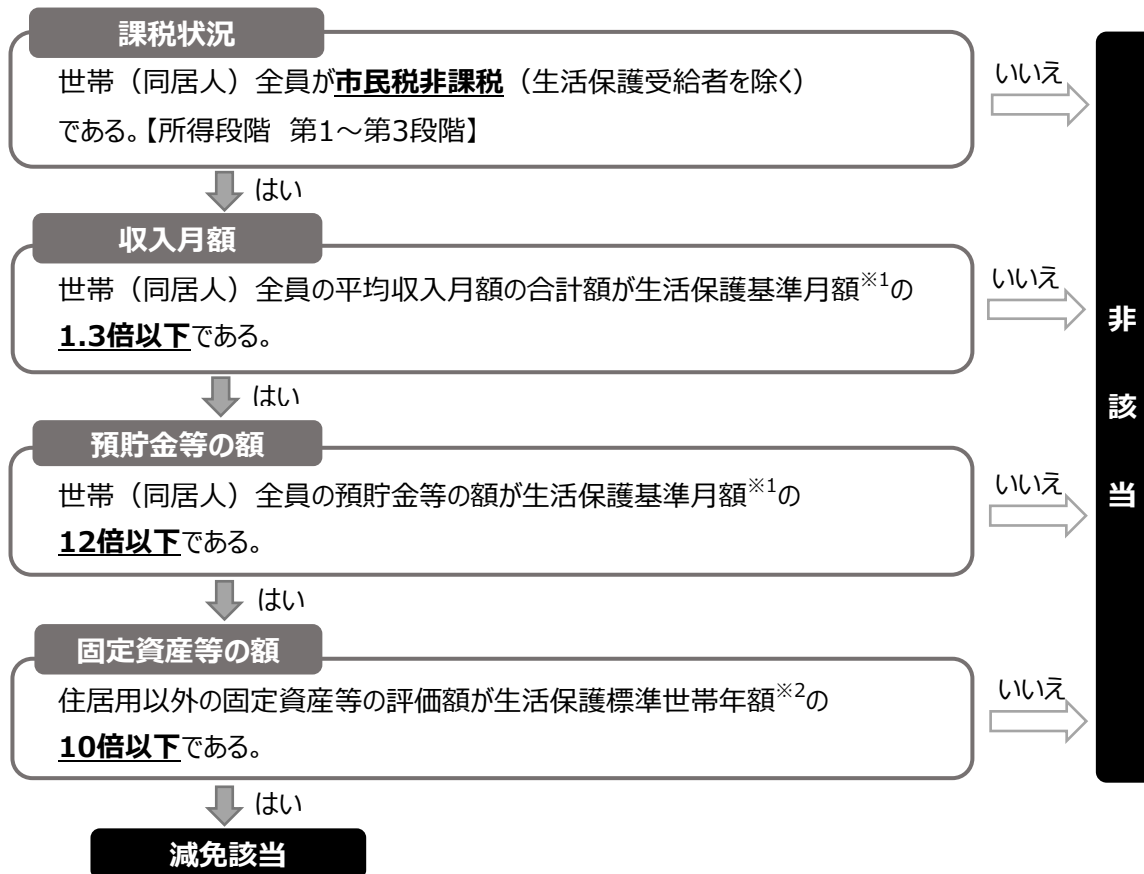 課税状況
世帯（同居人）全員が市民税非課税（生活保護受給者を除く）
である。【所得段階 第1～第3段階】
いいえ
はい
収入月額
世帯（同居人）全員の平均収入月額の合計額が生活保護基準月額※1の
1.3倍以下である。
いいえ
はい
預貯金等の額
世帯（同居人）全員の預貯金等の額が生活保護基準月額※1の
12倍以下である。
いいえ
はい
固定資産等の額
住居用以外の固定資産等の評価額が生活保護標準世帯年額※2の
10倍以下である。
いいえ
はい
減免該当
非該当